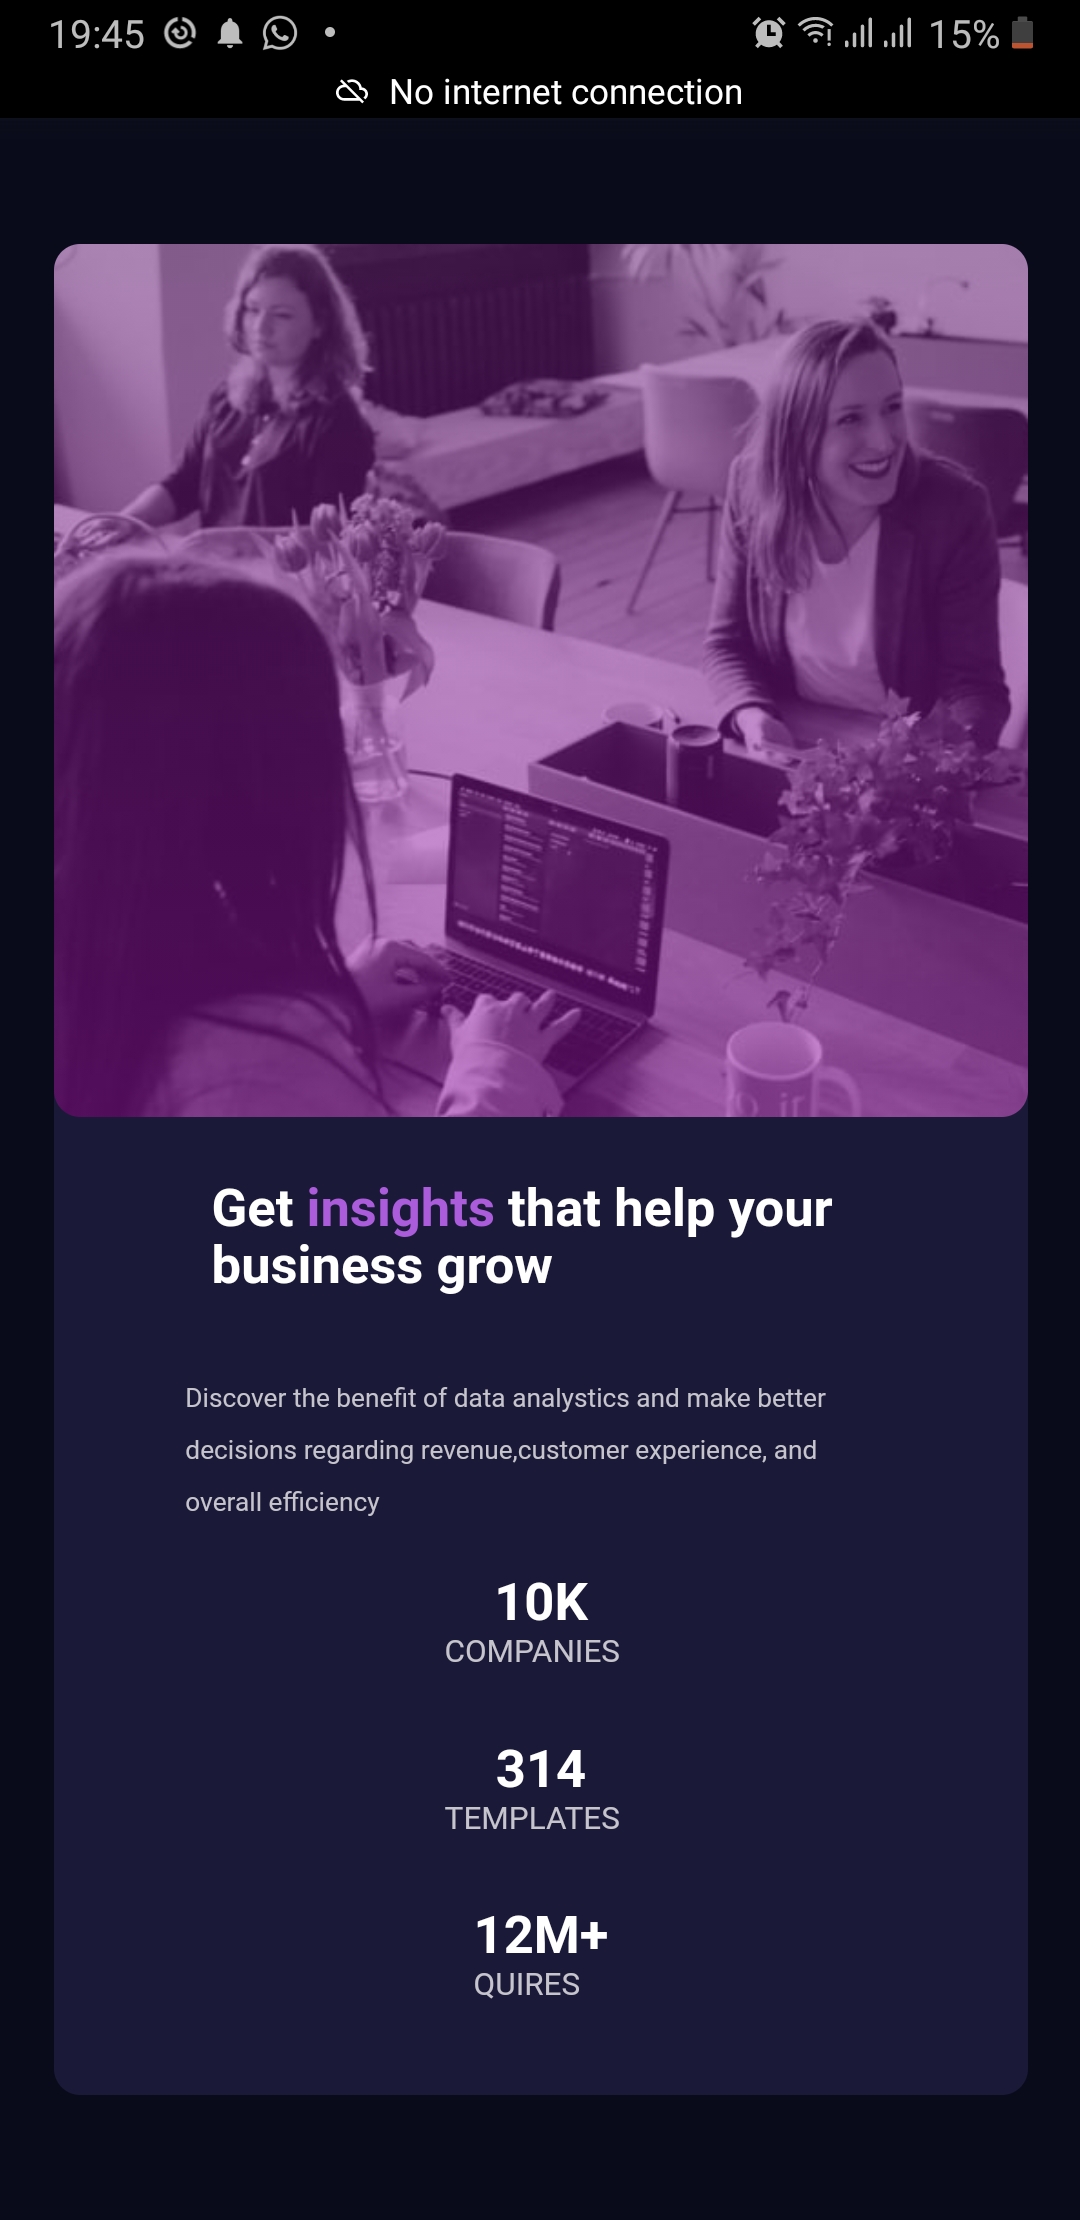 19:45
15%
No internet connection
Get insights that help your
business grow
Discover the benefit of data analystics and make better
decisions regarding revenue,customer experience, and
overall efficiency
10K
COMPANIES
314
TEMPLATES
12M+
QUIRES